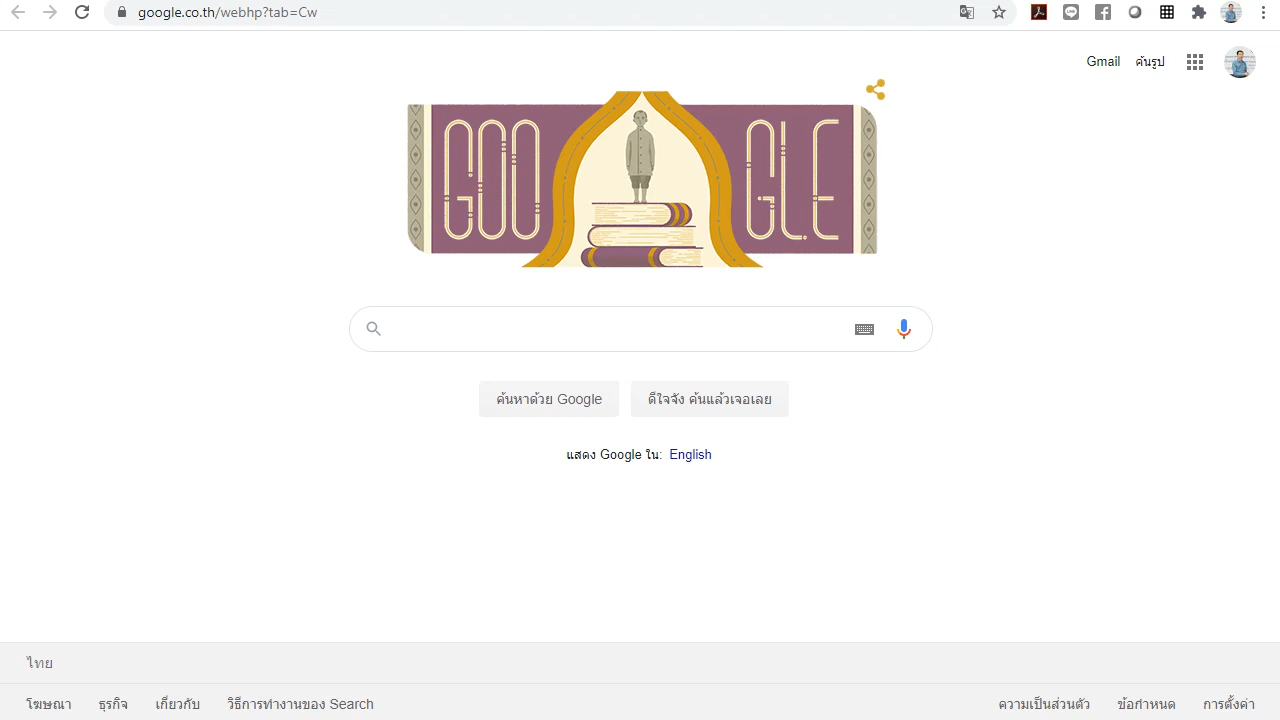 google.co.th/webhp?tab=Cw
Gmail ค้นรูป
GOOGLE
ค้นหาด้วย Google ดีใจจัง ค้นแล้วเจอเลย
แสดง Google ใน: English
ไทย
โฆษณา ธุรกิจ เกี่ยวกับ วิธีการทำงานของ Search ความเป็นส่วนตัว ข้อกำหนด การตั้งค่า